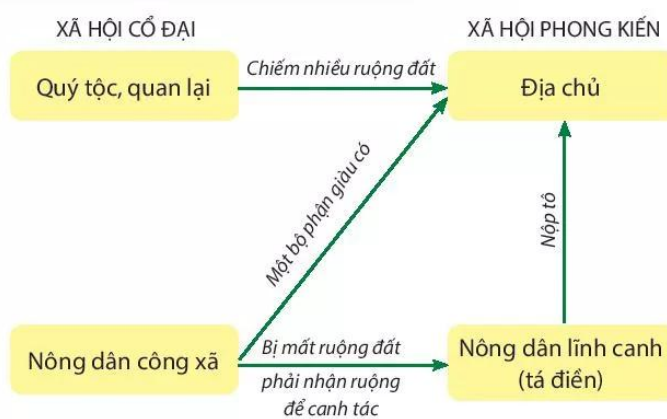 XÃ HỘI CỔ ĐẠI
XÃ HỘI PHONG KIẾN
Quý tộc, quan lại
Chiếm nhiều ruộng đất
Địa chủ
Một bộ phận giàu có
Nộp tô
Nông dân công xã
Bị mất ruộng đất
phải nhận ruộng
để canh tác
Nông dân lĩnh canh
(tá điền)